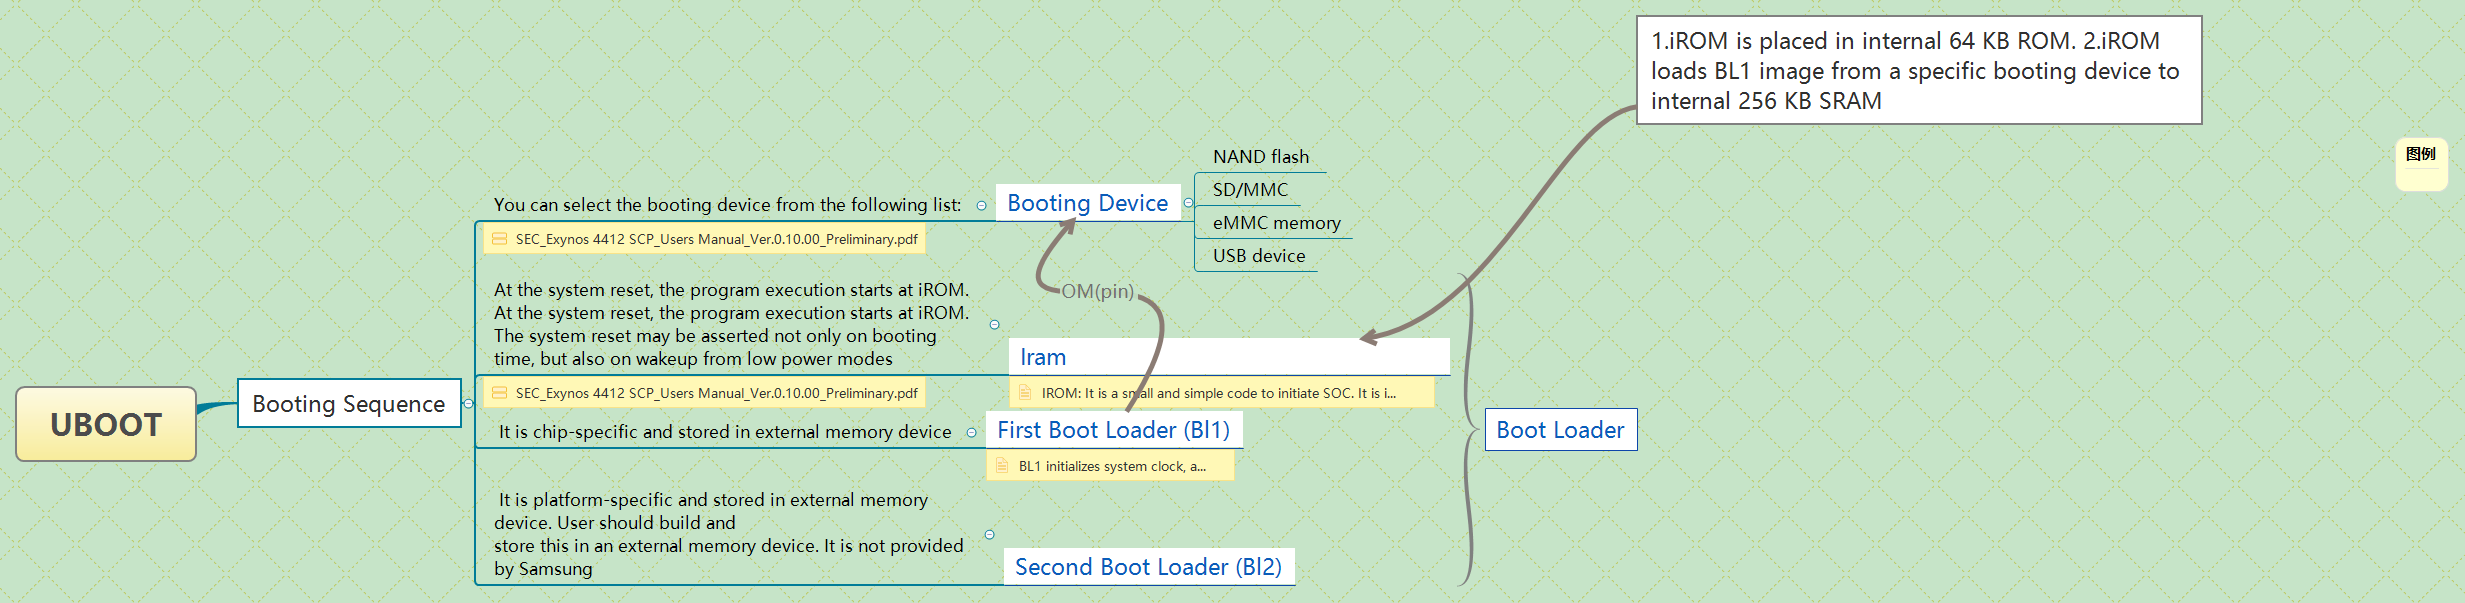 1.iROM is placed in internal 64 KB ROM. 2.iROM
loads BL1 image from a specific booting device to
internal 256 KB SRAM
图例
UBOOT
Booting Sequence
You can select the booting device from the following list:
SEC_Exynos 4412 SCP_Users Manual_Ver.0.10.00_Preliminary.pdf
Booting Device
NAND flash
SD/MMC
eMMC memory
USB device
OM(pin)
At the system reset, the program execution starts at iROM.
At the system reset, the program execution starts at iROM.
The system reset may be asserted not only on booting
time, but also on wakeup from low power modes
SEC_Exynos 4412 SCP_Users Manual_Ver.0.10.00_Preliminary.pdf
Iram
IROM: It is a small and simple code to initiate SOC. It is i...
It is chip-specific and stored in external memory device
First Boot Loader (Bl1)
BL1 initializes system clock, a...
It is platform-specific and stored in external memory
device. User should build and
store this in an external memory device. It is not provided
by Samsung
Second Boot Loader (Bl2)
Boot Loader